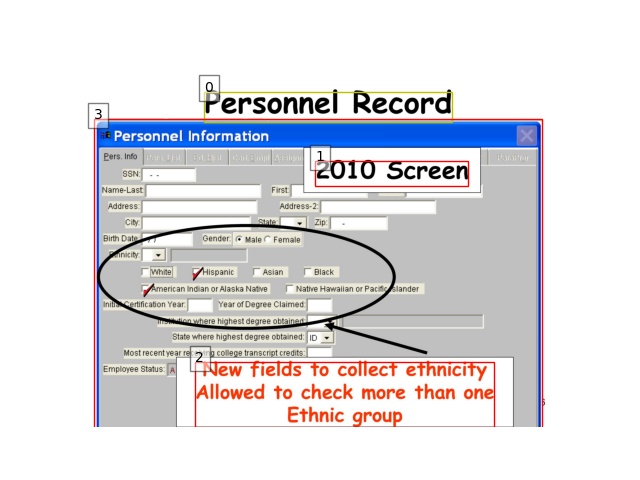 0
Personnel Record
3
Personnel Information
1
2010 Screen
Pers. Info
SSN: - -
Name-Last: First:
Address: Address-2:
City: State: Zip: -
Birth Date: / / Gender: Male Female
Ethnicity:
White Hispanic Asian Black
American Indian or Alaska Native Native Hawaiian or Pacific Islander
Initial Certification Year: Year of Degree Claimed:
Institution where highest degree obtained:
State where highest degree obtained: ID
Most recent year college transcript credits:
2
Employee Status: A
New fields to collect ethnicity
Allowed to check more than one
Ethnic group